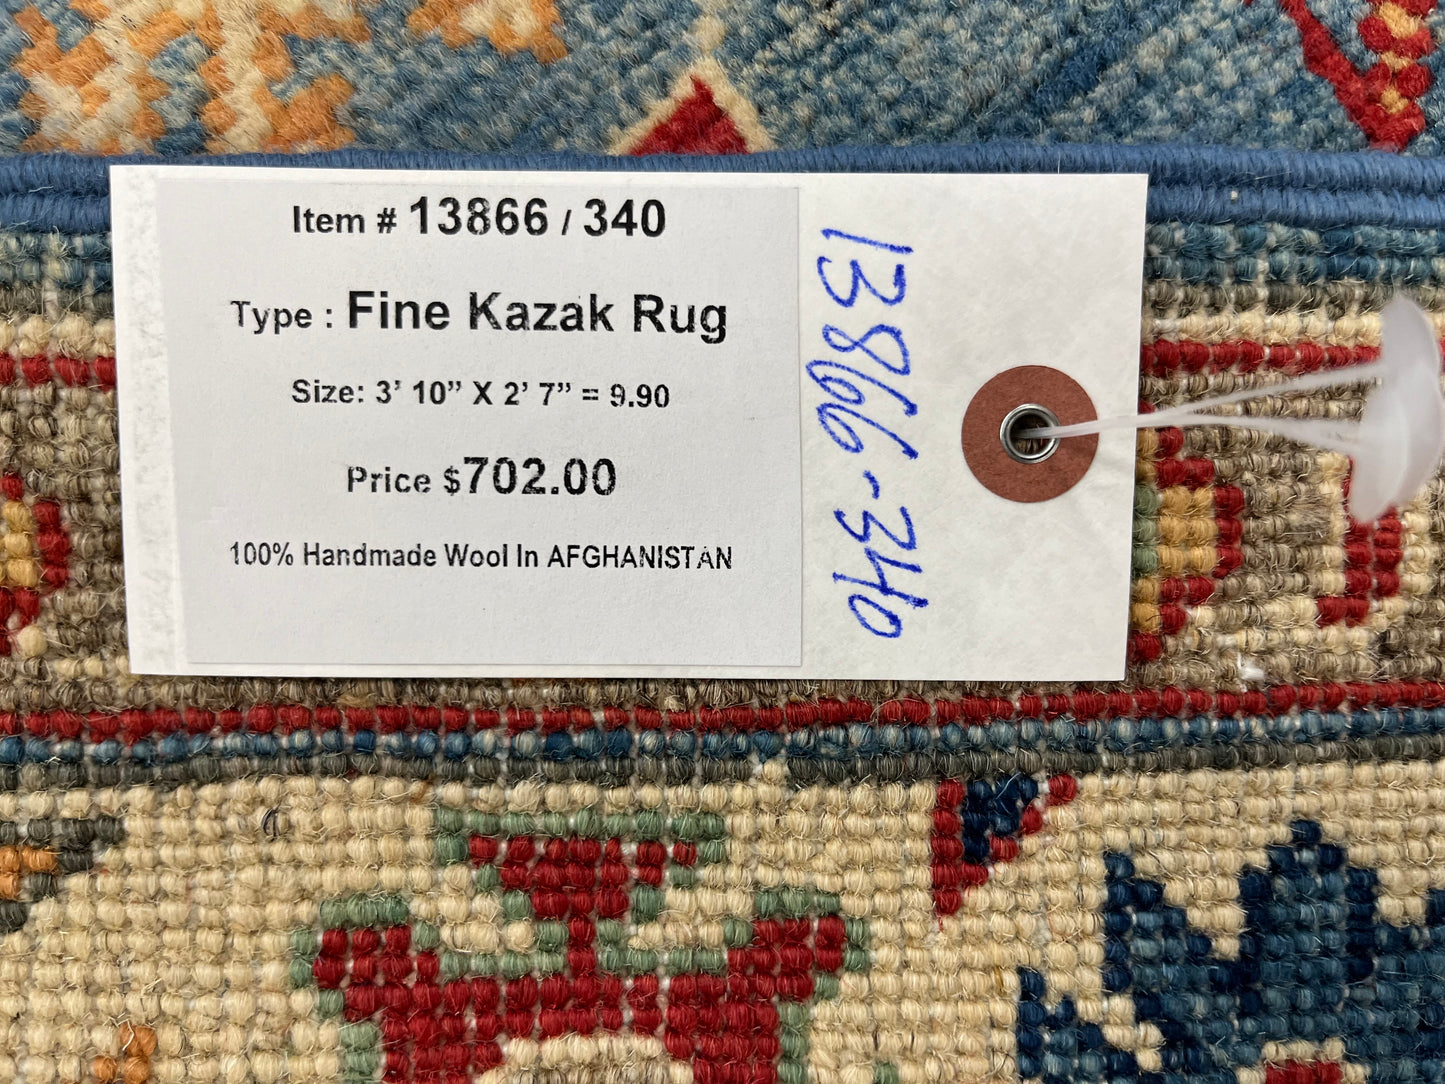 Item # 13866 / 340
Type : Fine Kazak Rug
Size: 3’ 10” X 2’ 7” = 9.90
Price $702.00
100% Handmade Wool In AFGHANISTAN
13866-340